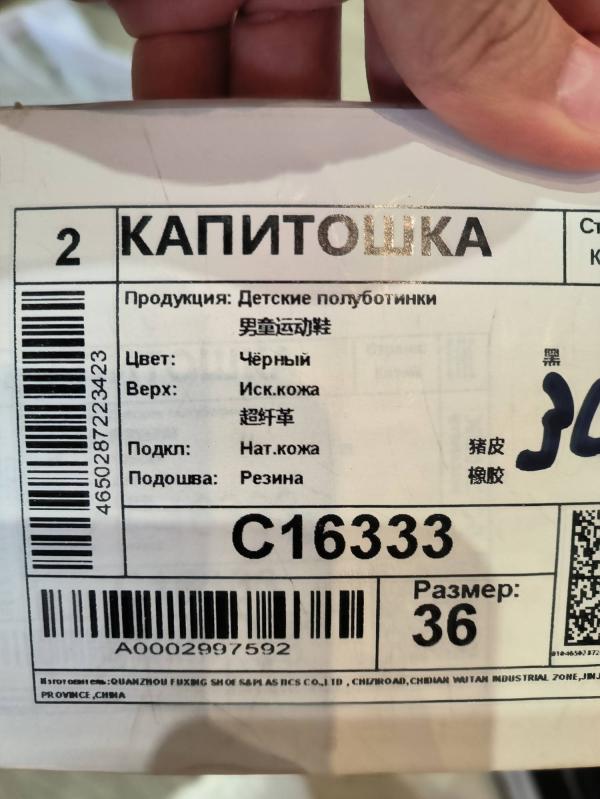 2
КАПИТОШКА
Ст
К
Продукция: Детские полуботинки
男童运动鞋
Цвет: Чёрный 黑
Верх: Иск.кожа
超纤革
Подкл: Нат.кожа 猪皮
Подошва: Резина 橡胶
4650287223423
С16333
Размер:
36
A0002997592
Изготовитель:QUANZHOU FUXING SHOES&PLASTICS CO.,LTD , CHIZIROAD,CHIDIAN WUTAN INDUSTRIAL ZONE,JINJ
PROVINCE ,CHINA